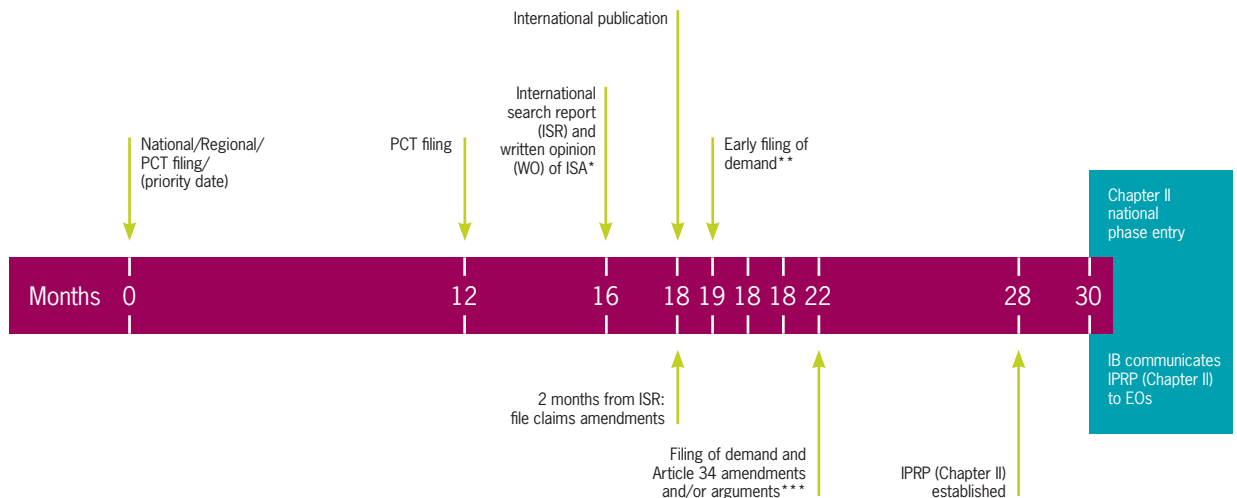 International publication
International
search report
(ISR) and
written opinion
(WO) of ISA*
National/Regional/
PCT filing/
(priority date)
PCT filing
Early filing of
demand**
Chapter II
national
phase entry
Months 0 12 16 18 19 18 18 22 28 30
IB communicates
IPRP (Chapter II)
to EOs
2 months from ISR:
file claims amendments
Filing of demand and
Article 34 amendments
and/or arguments***
IPRP (Chapter II)
established